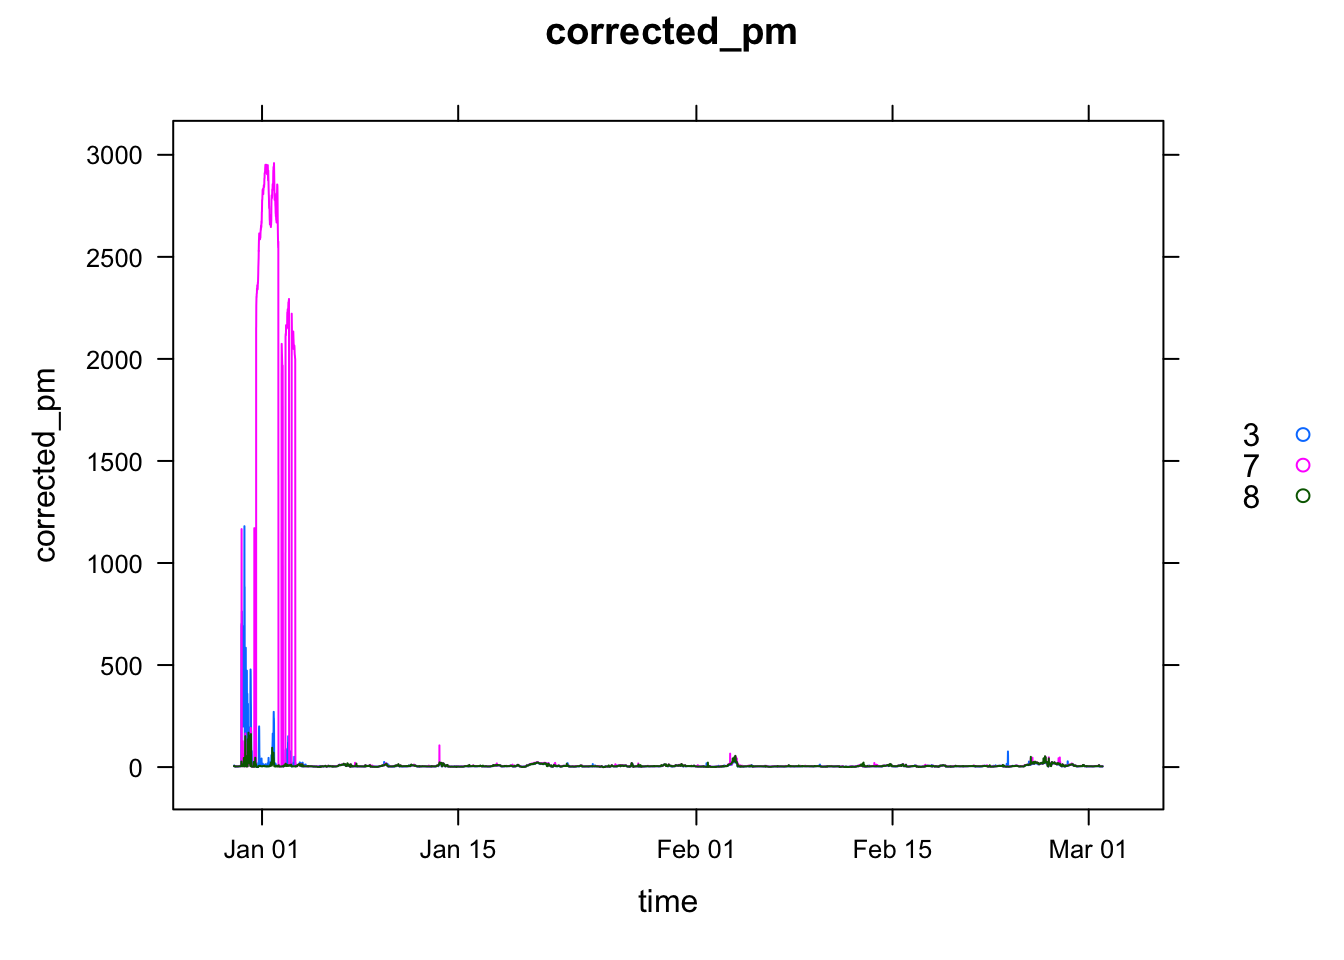 corrected_pm
3000
2500
2000
1500
1000
500
0
corrected_pm
Jan 01
Jan 15
Feb 01
Feb 15
Mar 01
time
3
7
8